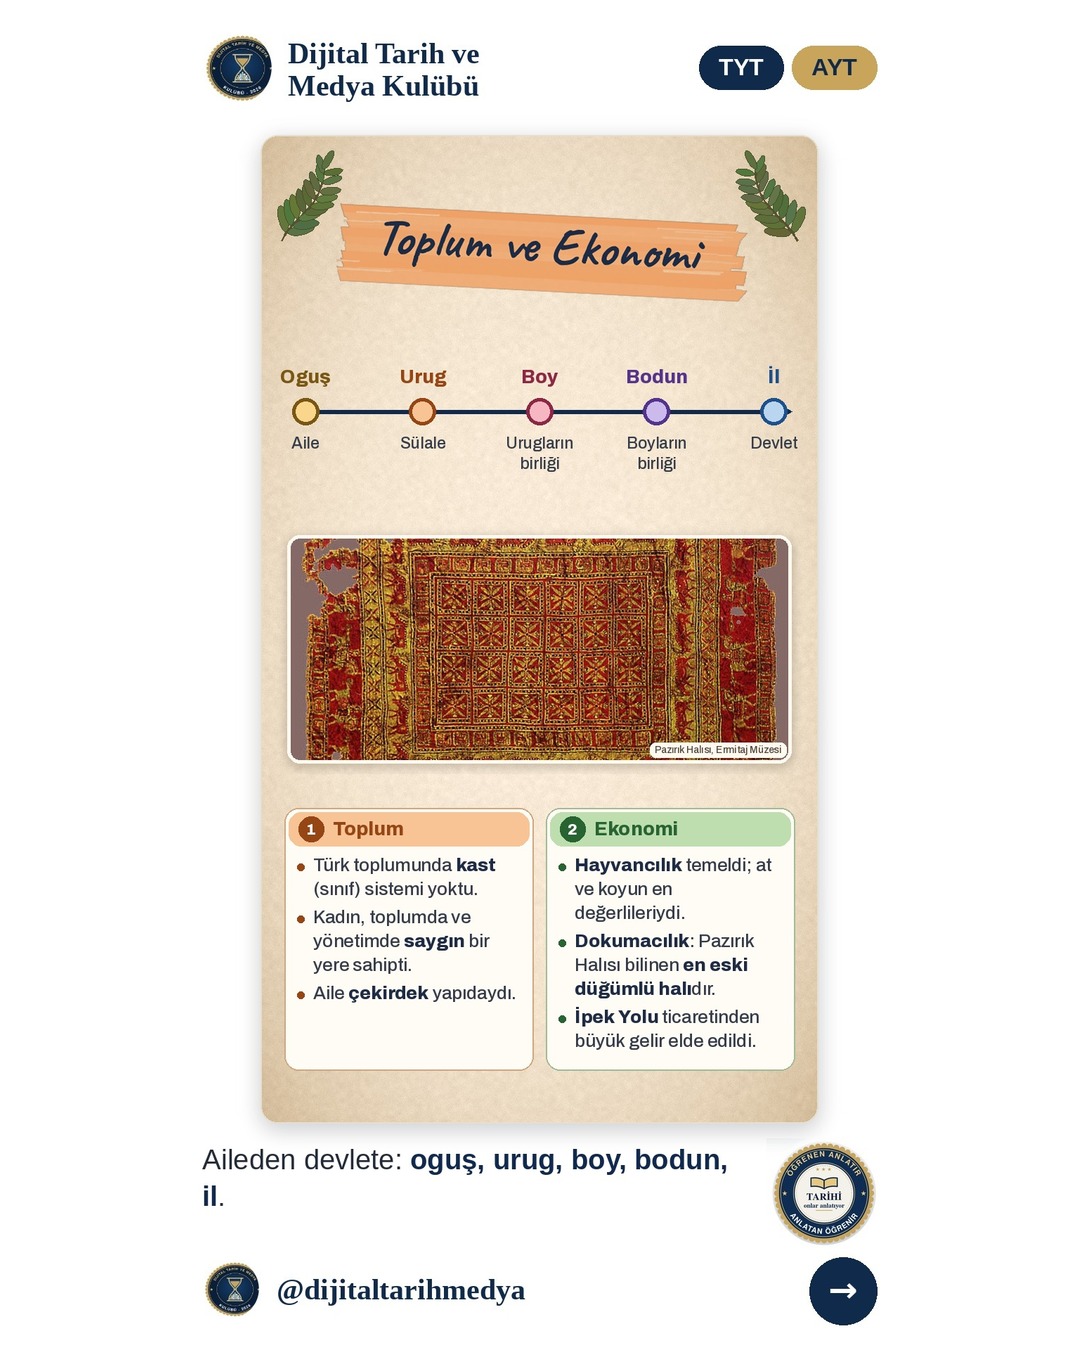 Dijital Tarih ve
Medya Kulübü
TYT
AYT
Toplum ve Ekonomi
Oguş
Urug
Boy
Bodun
İl
Aile
Sülale
Urugların
birliği
Boyların
birliği
Devlet
Pazırık Halısı, Ermitaj Müzesi
1 Toplum
Türk toplumunda kast
(sınıf) sistemi yoktu.
Kadın, toplumda ve
yönetimde saygın bir
yere sahipti.
Aile çekirdek yapıdaydı.
2 Ekonomi
Hayvancılık temeldi; at
ve koyun en
değerlileriydi.
Dokumacılık: Pazırık
Halısı bilinen en eski
düğümlü halıdır.
İpek Yolu ticaretinden
büyük gelir elde edildi.
Aileden devlete: oguş, urug, boy, bodun,
il.
ÖĞRENEN ANLATIR
TARİHİ
onlar anlatıyor
ANLATAN ÖĞRENİR
@dijitaltarihmedya